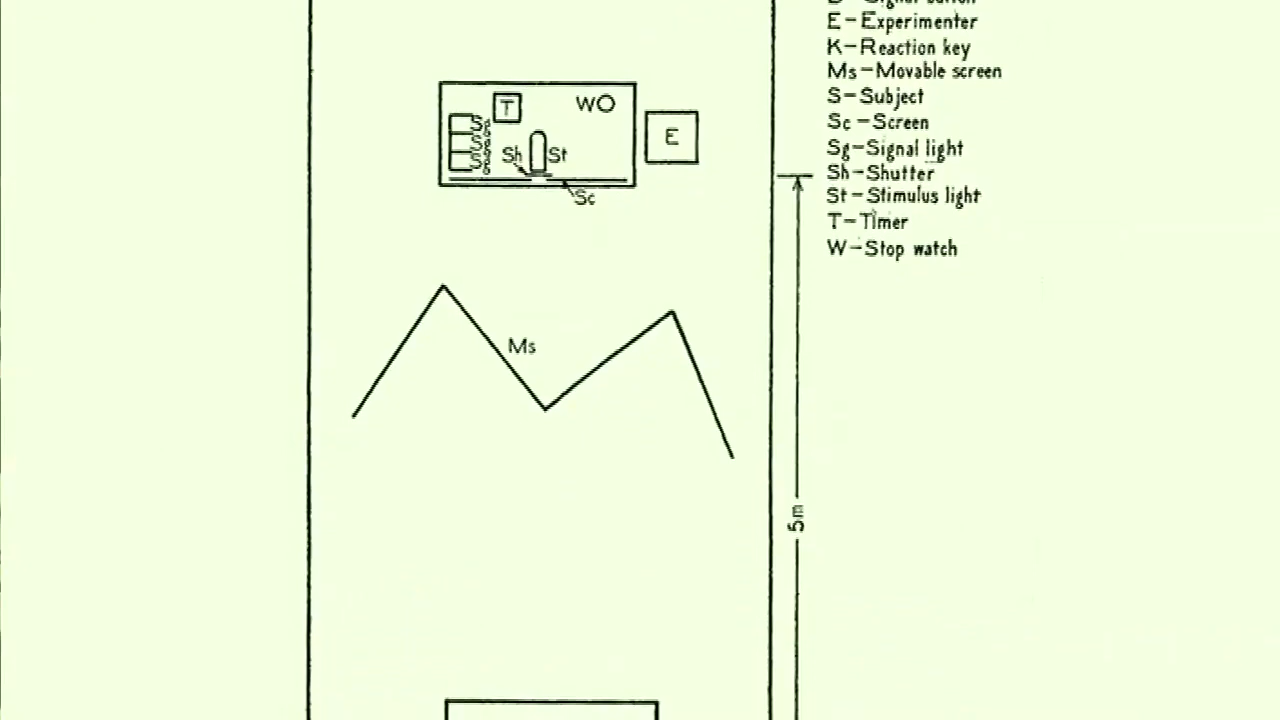 E–Experimenter
K–Reaction key
Ms–Movable screen
S–Subject
Sc–Screen
Sg–Signal light
Sh–Shutter
St–Stimulus light
T–Timer
W–Stop watch
T
W
E
Sg
Sg
Sg
Sh
St
Sc
Ms
5m